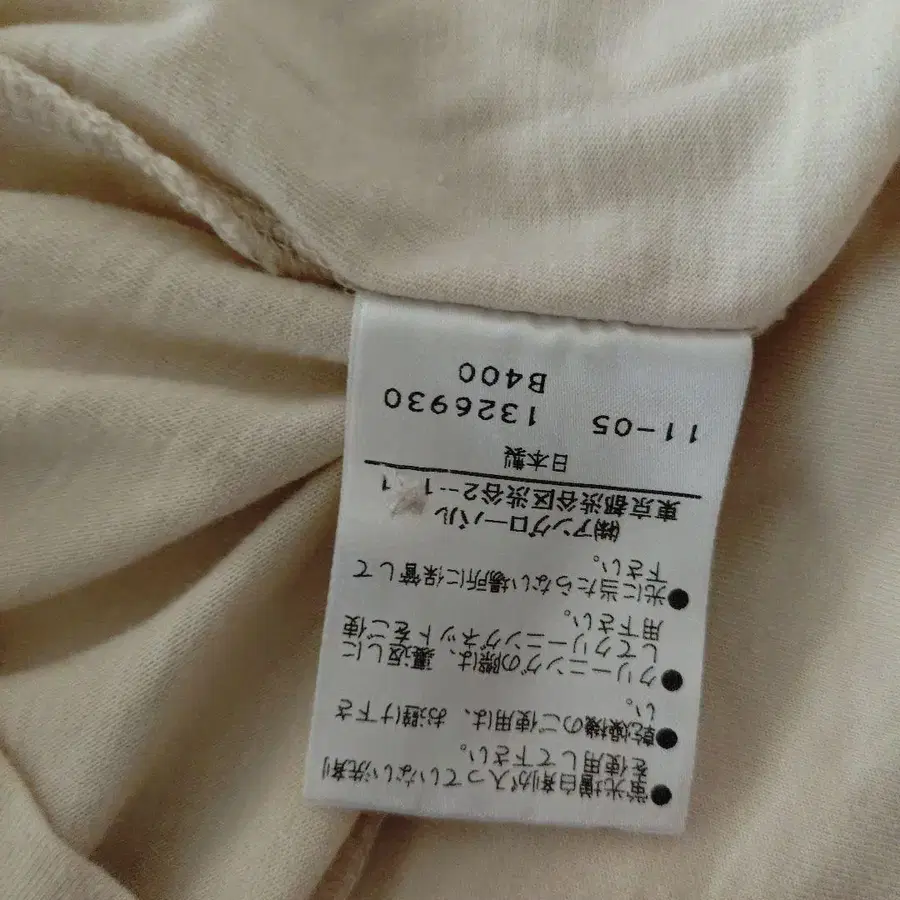 ●蛍光増白剤が入っていない洗剤
を使用して下さい。
●乾燥機のご使用は、お避け下さ
い。
●クリーニングの際は、裏返しに
してクリーニングネットをご使
用下さい。
●光に当たらない場所に保管して
下さい。
㈱アングローバル
東京都渋谷区渋谷2-1-1
日本製
11-05 1326930
B400